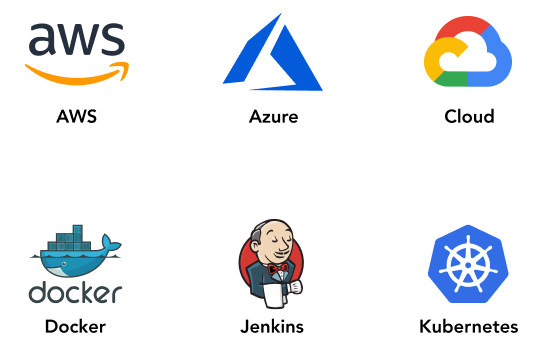 aws
AWS
Azure
Cloud
docker
Docker
Jenkins
Kubernetes